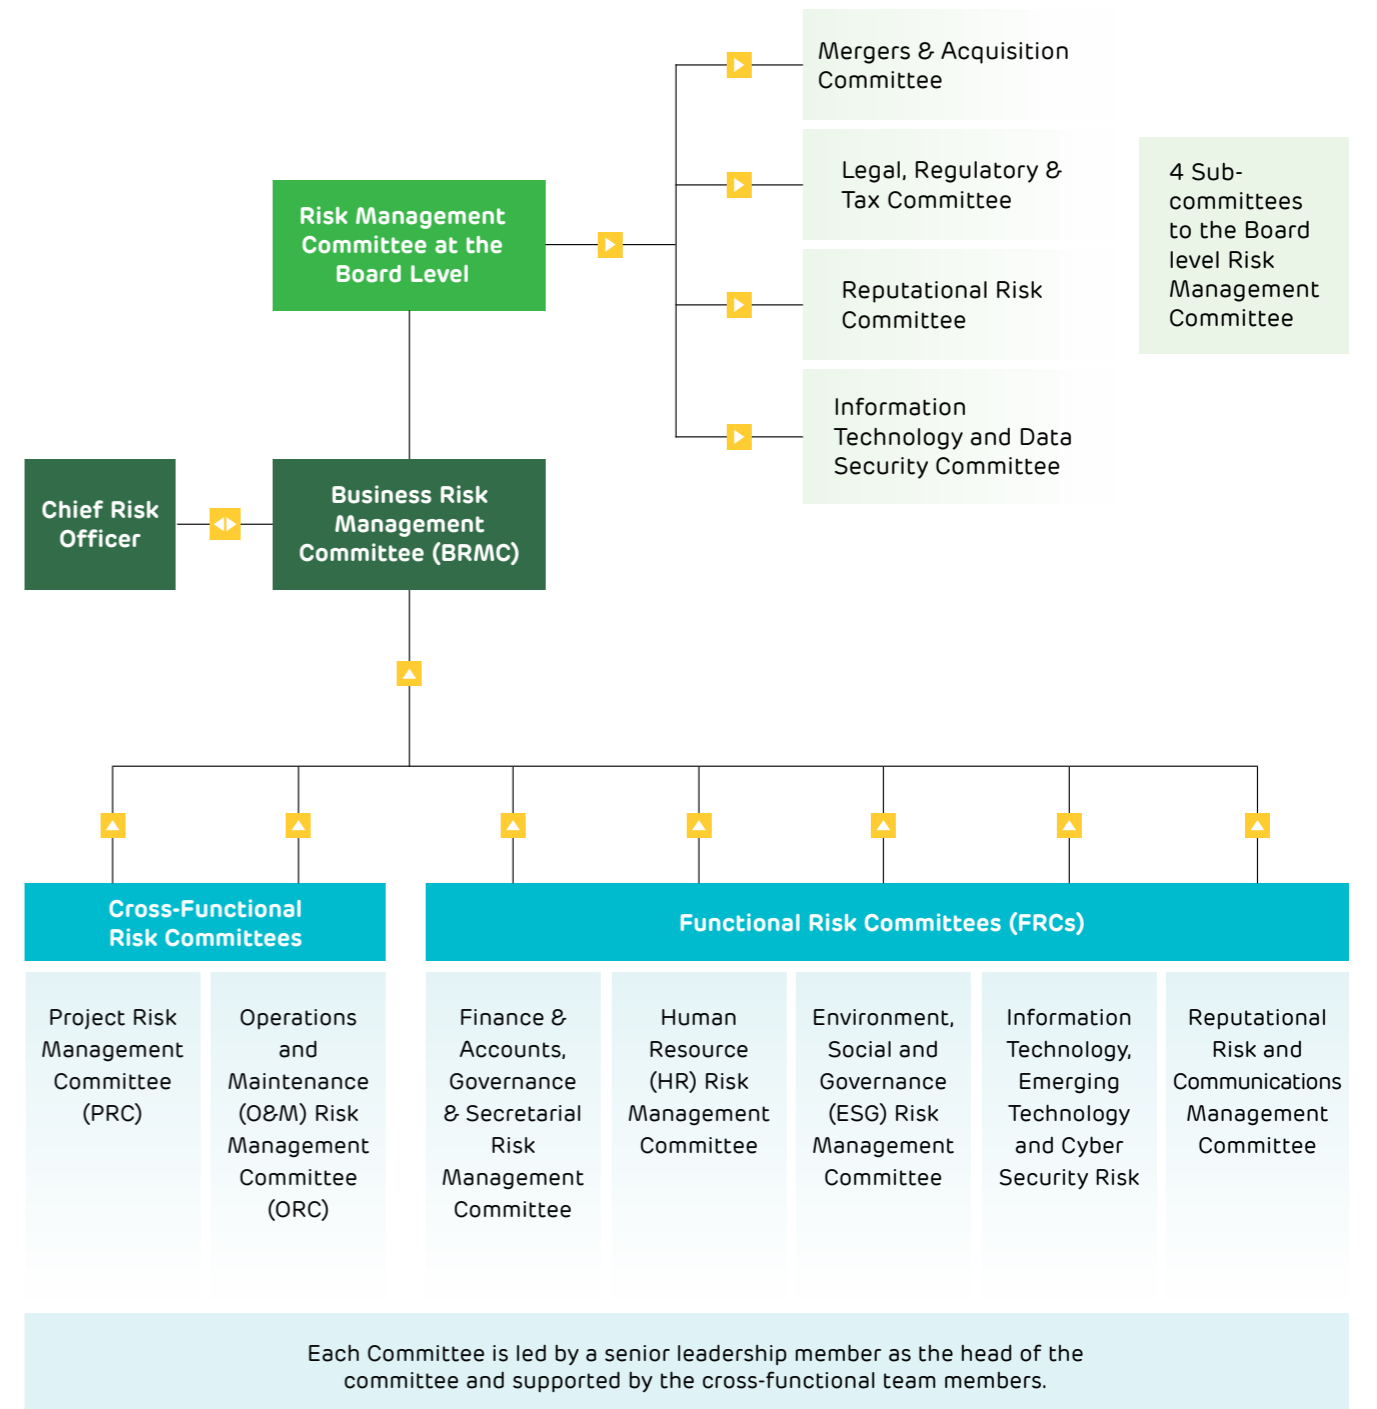 Mergers & Acquisition
Committee
Legal, Regulatory &
Tax Committee
Reputational Risk
Committee
Information
Technology and Data
Security Committee
4 Sub-
committees
to the Board
level Risk
Management
Committee
Risk Management
Committee at the
Board Level
Chief Risk
Officer
Business Risk
Management
Committee (BRMC)
Cross-Functional
Risk Committees
Functional Risk Committees (FRCs)
Project Risk
Management
Committee
(PRC)
Operations
and
Maintenance
(O&M) Risk
Management
Committee
(ORC)
Finance &
Accounts,
Governance
& Secretarial
Risk
Management
Committee
Human
Resource
(HR) Risk
Management
Committee
Environment,
Social and
Governance
(ESG) Risk
Management
Committee
Information
Technology,
Emerging
Technology
and Cyber
Security Risk
Reputational
Risk and
Communications
Management
Committee
Each Committee is led by a senior leadership member as the head of the
committee and supported by the cross-functional team members.